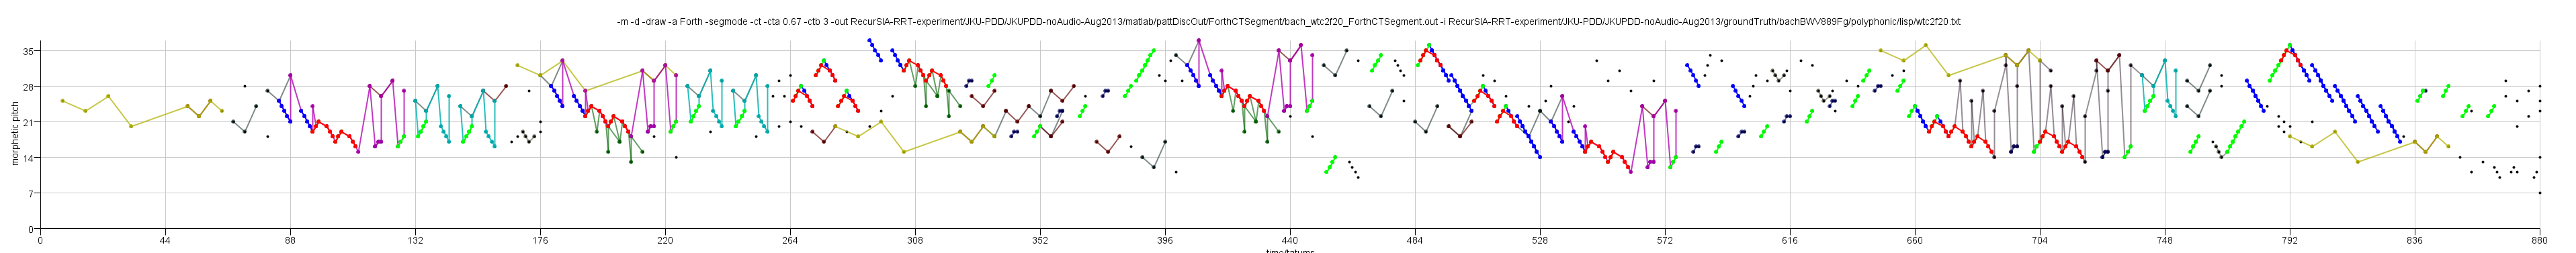 -m -d -draw -a Forth -segmode -ct -cta 0.67 -ctb 3 -out RecurSIA-RRT-experiment/JKU-PDD/JKUPDD-noAudio-Aug2013/matlab/pattDiscOut/ForthCTSegment/bach_wtc2f20_ForthCTSegment.out -i RecurSIA-RRT-experiment/JKU-PDD/JKUPDD-noAudio-Aug2013/groundTruth/bachBWV889Fg/polyphonic/lisp/wtc2f20.txt
morphetic pitch
35
28
21
14
7
0
0 44 88 132 176 220 264 308 352 396 440 484 528 572 616 660 704 748 792 836 880
time/tatums